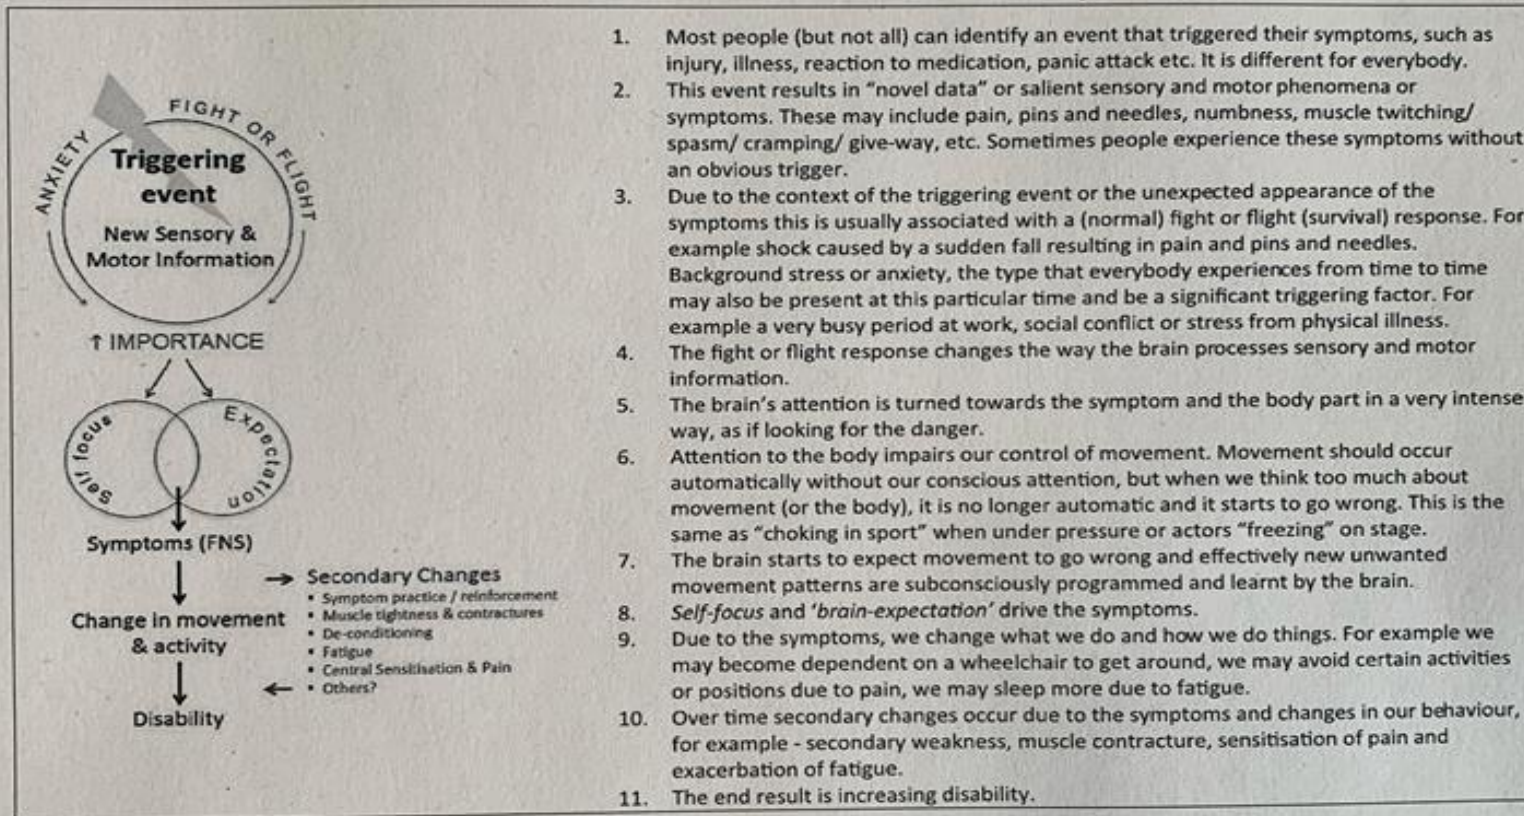 ANXIETY
FIGHT OR FLIGHT
Triggering
event
New Sensory &
Motor Information
↑ IMPORTANCE
Self focus
Expectation
Symptoms (FNS)
Change in movement
& activity
Disability
→ Secondary Changes
▪ Symptom practice / reinforcement
▪ Muscle tightness & contractures
▪ De-conditioning
▪ Fatigue
▪ Central Sensitisation & Pain
▪ Others?
1. Most people (but not all) can identify an event that triggered their symptoms, such as
injury, illness, reaction to medication, panic attack etc. It is different for everybody.
2. This event results in “novel data” or salient sensory and motor phenomena or
symptoms. These may include pain, pins and needles, numbness, muscle twitching/
spasm/ cramping/ give-way, etc. Sometimes people experience these symptoms without
an obvious trigger.
3. Due to the context of the triggering event or the unexpected appearance of the
symptoms this is usually associated with a (normal) fight or flight (survival) response. For
example shock caused by a sudden fall resulting in pain and pins and needles.
Background stress or anxiety, the type that everybody experiences from time to time
may also be present at this particular time and be a significant triggering factor. For
example a very busy period at work, social conflict or stress from physical illness.
4. The fight or flight response changes the way the brain processes sensory and motor
information.
5. The brain’s attention is turned towards the symptom and the body part in a very intense
way, as if looking for the danger.
6. Attention to the body impairs our control of movement. Movement should occur
automatically without our conscious attention, but when we think too much about
movement (or the body), it is no longer automatic and it starts to go wrong. This is the
same as “choking in sport” when under pressure or actors “freezing” on stage.
7. The brain starts to expect movement to go wrong and effectively new unwanted
movement patterns are subconsciously programmed and learnt by the brain.
8. Self-focus and ‘brain-expectation’ drive the symptoms.
9. Due to the symptoms, we change what we do and how we do things. For example we
may become dependent on a wheelchair to get around, we may avoid certain activities
or positions due to pain, we may sleep more due to fatigue.
10. Over time secondary changes occur due to the symptoms and changes in our behaviour,
for example - secondary weakness, muscle contracture, sensitisation of pain and
exacerbation of fatigue.
11. The end result is increasing disability.